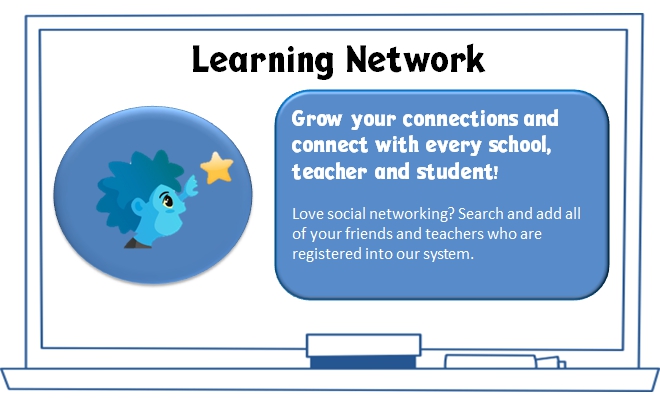 Learning Network
Grow your connections and
connect with every school,
teacher and student!
Love social networking? Search and add all
of your friends and teachers who are
registered into our system.